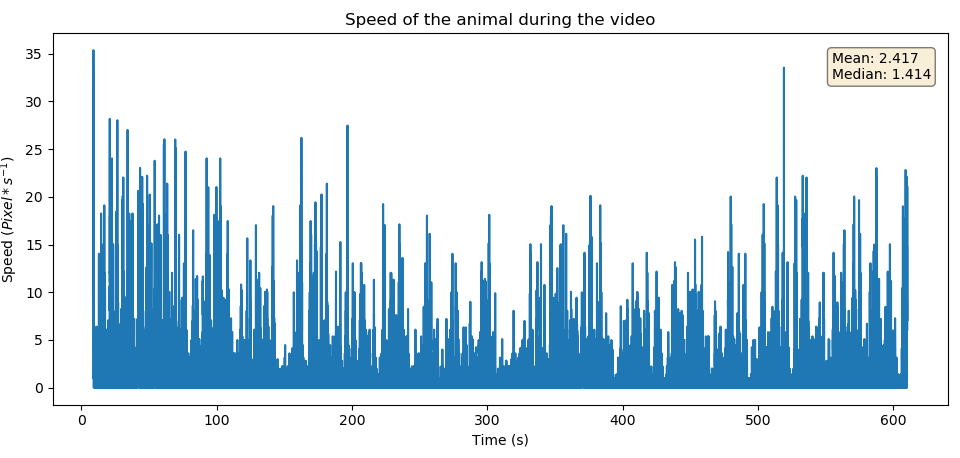 Speed of the animal during the video
Mean: 2.417
Median: 1.414
Speed (Pixel * s⁻¹)
35
30
25
20
15
10
5
0
0 100 200 300 400 500 600
Time (s)